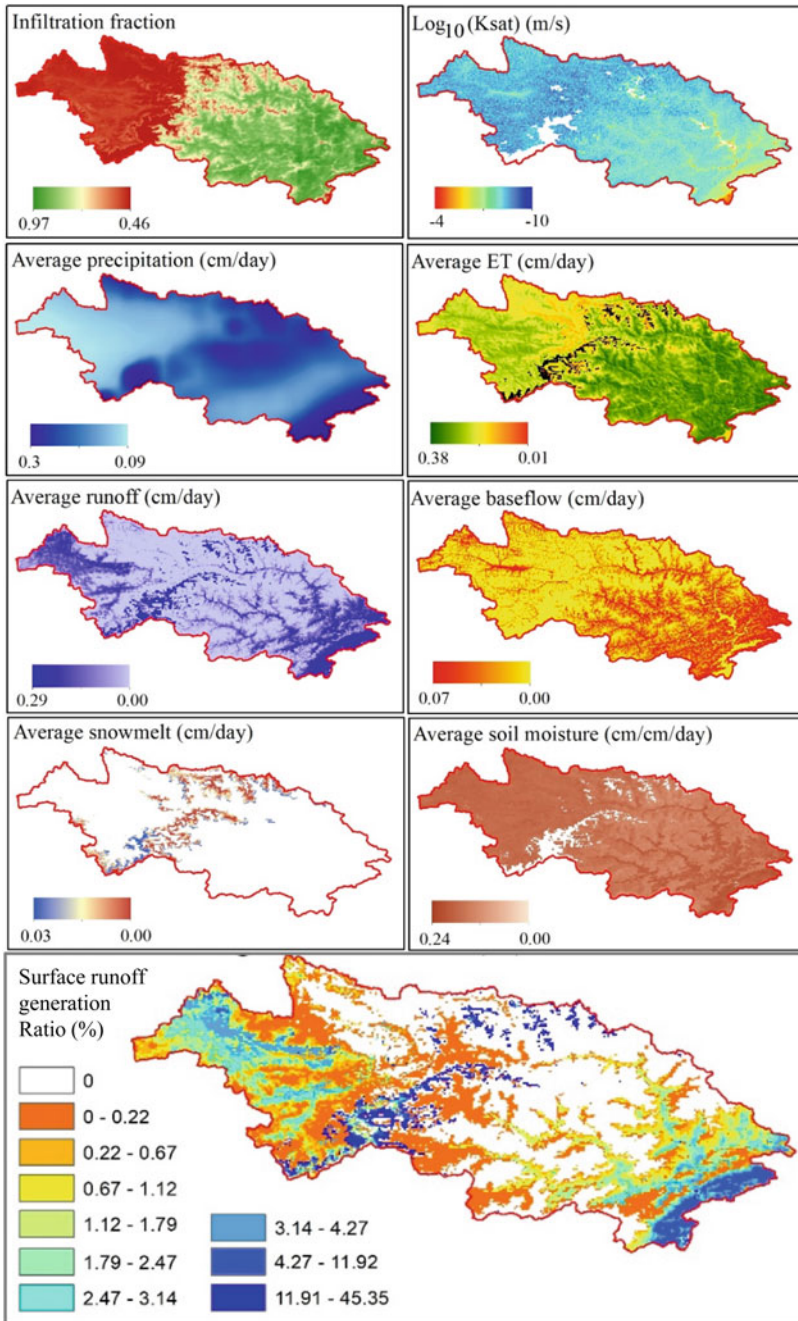 Infiltration fraction
0.97 0.46
Log10(Ksat) (m/s)
-4 -10
Average precipitation (cm/day)
0.3 0.09
Average ET (cm/day)
0.38 0.01
Average runoff (cm/day)
0.29 0.00
Average baseflow (cm/day)
0.07 0.00
Average snowmelt (cm/day)
0.03 0.00
Average soil moisture (cm/cm/day)
0.24 0.00
Surface runoff
generation
Ratio (%)
0
0 - 0.22
0.22 - 0.67
0.67 - 1.12
1.12 - 1.79
1.79 - 2.47
2.47 - 3.14
3.14 - 4.27
4.27 - 11.92
11.91 - 45.35